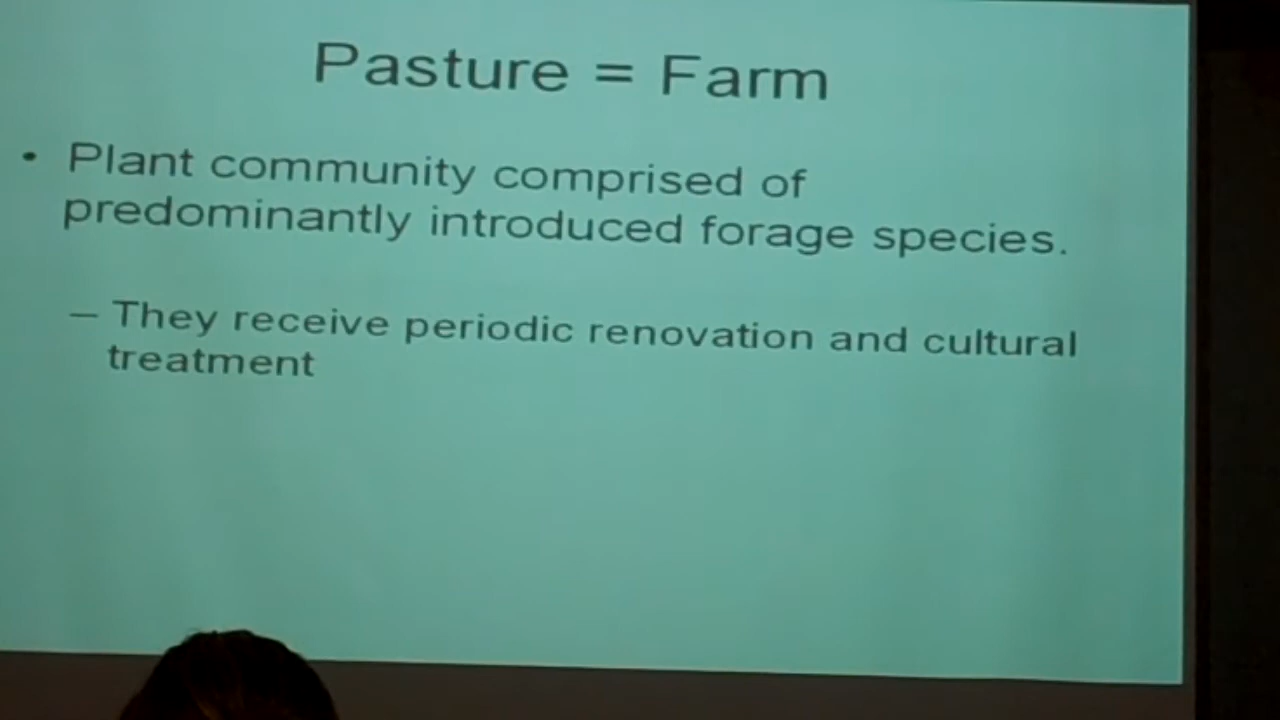 Pasture = Farm
• Plant community comprised of
predominantly introduced forage species.
– They receive periodic renovation and cultural
treatment